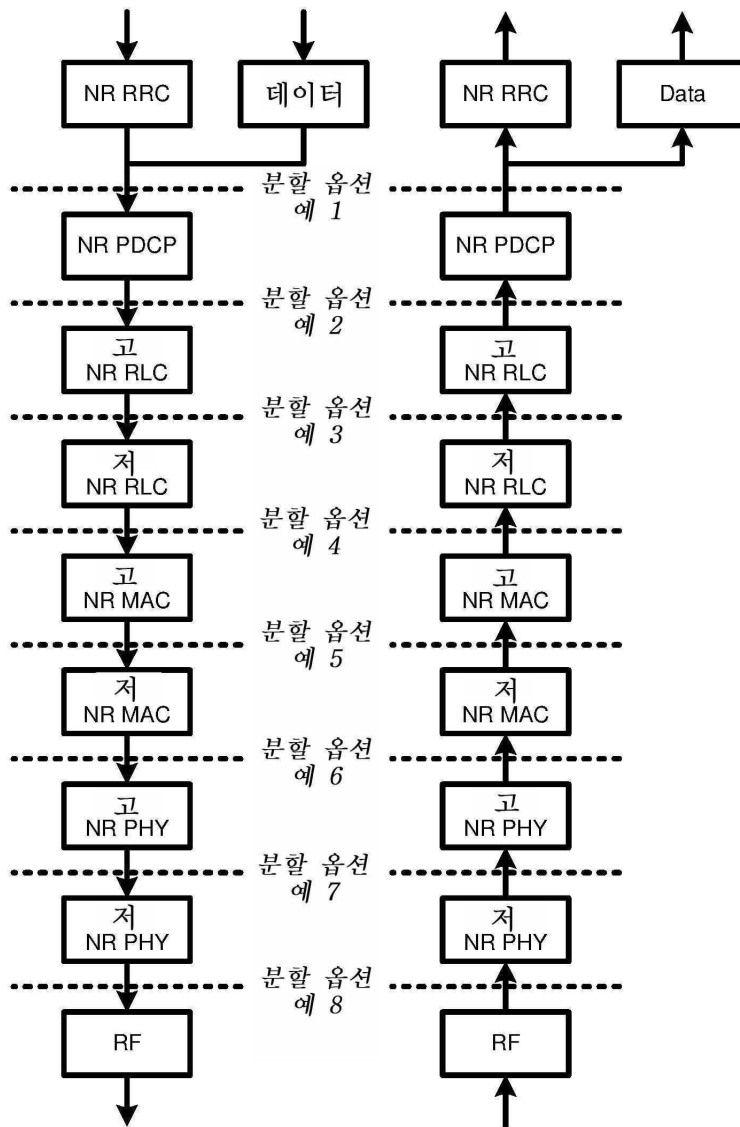 NR RRC
데이터
NR RRC
Data
분할 옵션
예 1
NR PDCP
NR PDCP
분할 옵션
예 2
고
NR RLC
고
NR RLC
분할 옵션
예 3
저
NR RLC
저
NR RLC
분할 옵션
예 4
고
NR MAC
고
NR MAC
분할 옵션
예 5
저
NR MAC
저
NR MAC
분할 옵션
예 6
고
NR PHY
고
NR PHY
분할 옵션
예 7
저
NR PHY
저
NR PHY
분할 옵션
예 8
RF
RF